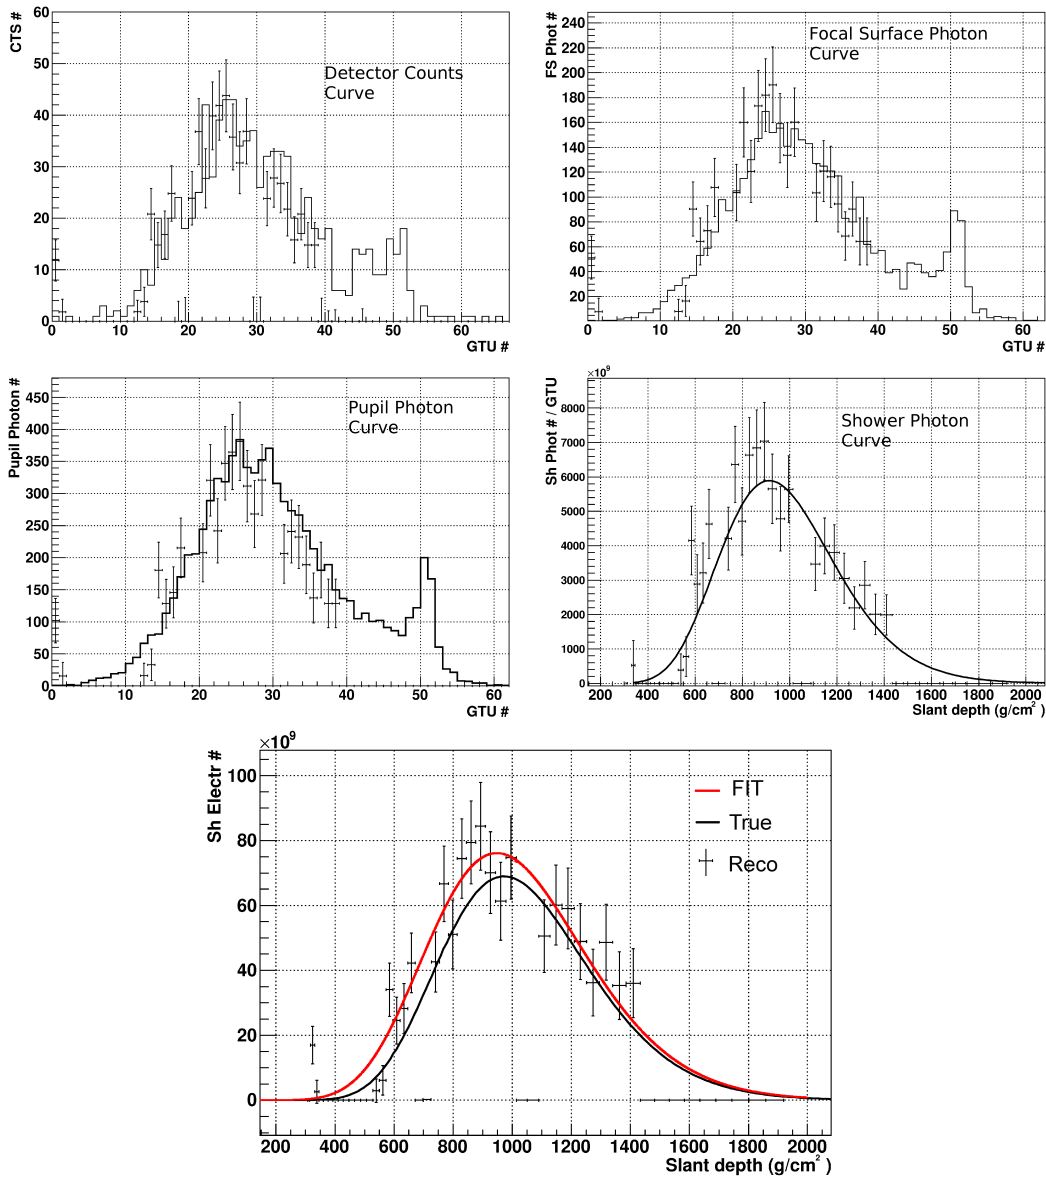 CTS #
60
50
40
30
20
10
0
Detector Counts
Curve
0 10 20 30 40 50 60
GTU #
FS Phot #
240
220
200
180
160
140
120
100
80
60
40
20
Focal Surface Photon
Curve
0 10 20 30 40 50 60
GTU #
Pupil Photon #
450
400
350
300
250
200
150
100
50
0
Pupil Photon
Curve
0 10 20 30 40 50 60
GTU #
Sh Phot # / GTU
×10⁹
8000
7000
6000
5000
4000
3000
2000
1000
0
Shower Photon
Curve
200 400 600 800 1000 1200 1400 1600 1800 2000
Slant depth (g/cm²)
Sh Electr #
×10⁹
100
80
60
40
20
0
FIT
True
Reco
200 400 600 800 1000 1200 1400 1600 1800 2000
Slant depth (g/cm²)